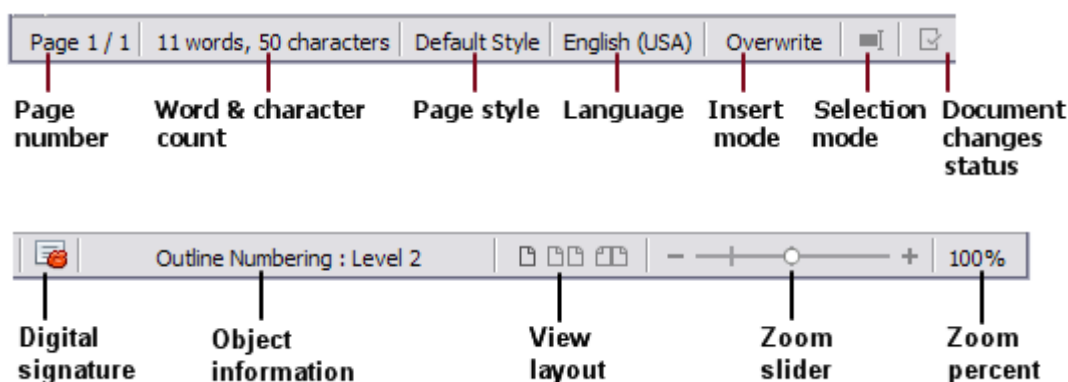 Page 1 / 1 11 words, 50 characters Default Style English (USA) Overwrite
Page number Word & character count Page style Language Insert mode Selection mode Document changes status
Outline Numbering : Level 2 100%
Digital signature Object information View layout Zoom slider Zoom percent